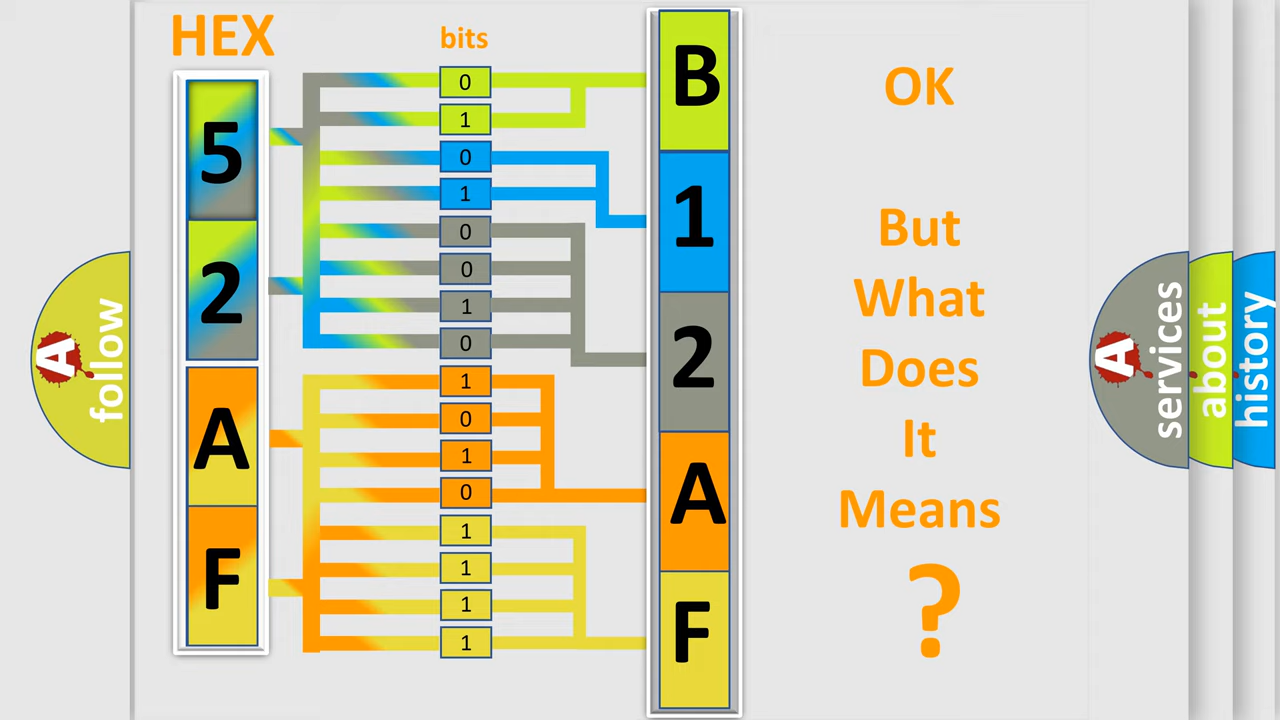 HEX
bits
5
2
A
F
0
1
0
1
0
0
1
0
1
0
1
0
1
1
1
1
B
1
2
A
F
OK
But
What
Does
It
Means
?
A
follow
A
services
about
history